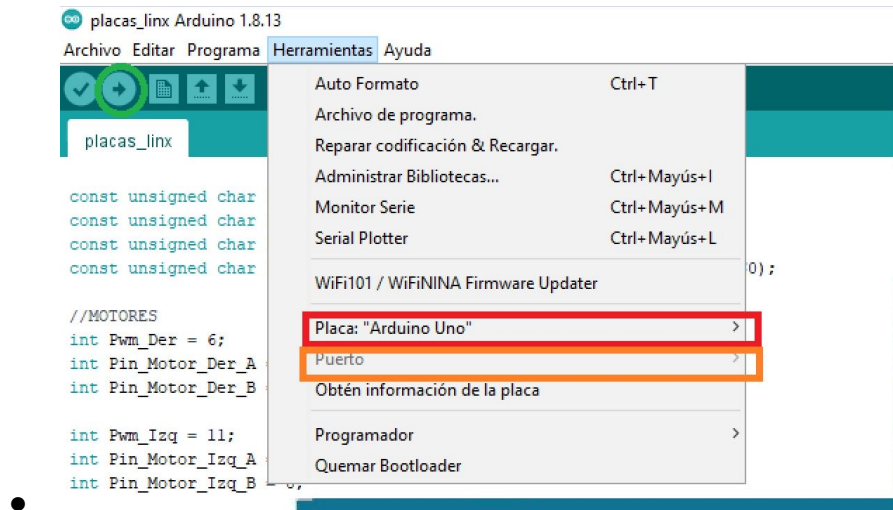 placas_linx Arduino 1.8.13
Archivo Editar Programa Herramientas Ayuda
Auto Formato Ctrl+T
Archivo de programa.
placas_linx
Reparar codificación & Recargar.
Administrar Bibliotecas... Ctrl+Mayús+I
const unsigned char
Monitor Serie Ctrl+Mayús+M
const unsigned char
Serial Plotter Ctrl+Mayús+L
const unsigned char
const unsigned char 0);
WiFi101 / WiFiNINA Firmware Updater
//MOTORES
Placa: "Arduino Uno"
int Pwm_Der = 6;
Puerto
int Pin_Motor_Der_A
int Pin_Motor_Der_B
Obtén información de la placa
int Pwm_Izq = 11;
Programador
int Pin_Motor_Izq_A
Quemar Bootloader
int Pin_Motor_Izq_B